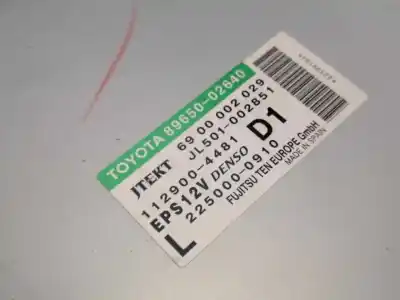 TOYOTA 89650-02640
JTEKT 69 00 002 029
JL501-002851
112900-4481 D1
EPS12V DENSO
L 225000-0910
FUJITSU TEN EUROPE GmbH
MADE IN SPAIN